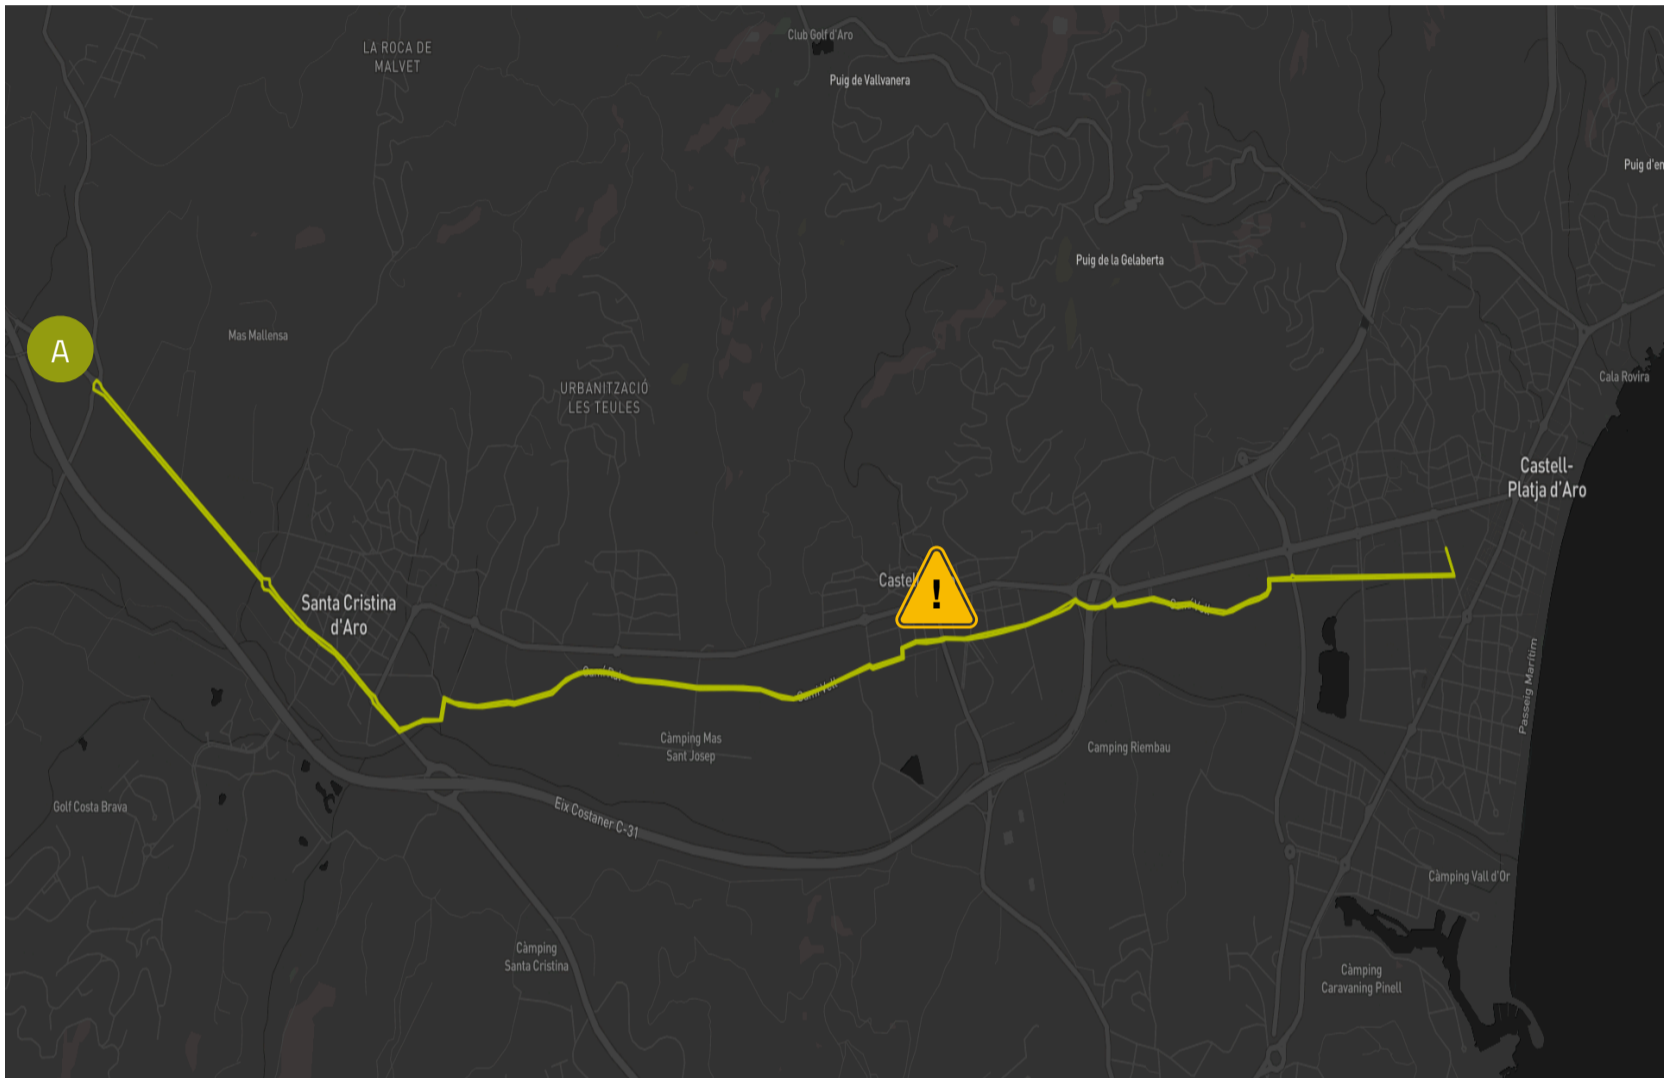 Club Golf d'Aro
LA ROCA DE
MALVET
Puig de Vallvanera
Puig d'en
Puig de la Gelaberta
Mas Mallensa
A
Cala Rovira
URBANITZACIÓ
LES TEULES
Castell-
Platja d'Aro
Castel
!
Santa Cristina
d'Aro
Passeig Marítim
Càmping Mas
Sant Josep
Camping Riembau
Golf Costa Brava
Eix Costaner C-31
Càmping Vall d'Or
Càmping
Santa Cristina
Càmping
Caravaning Pinell